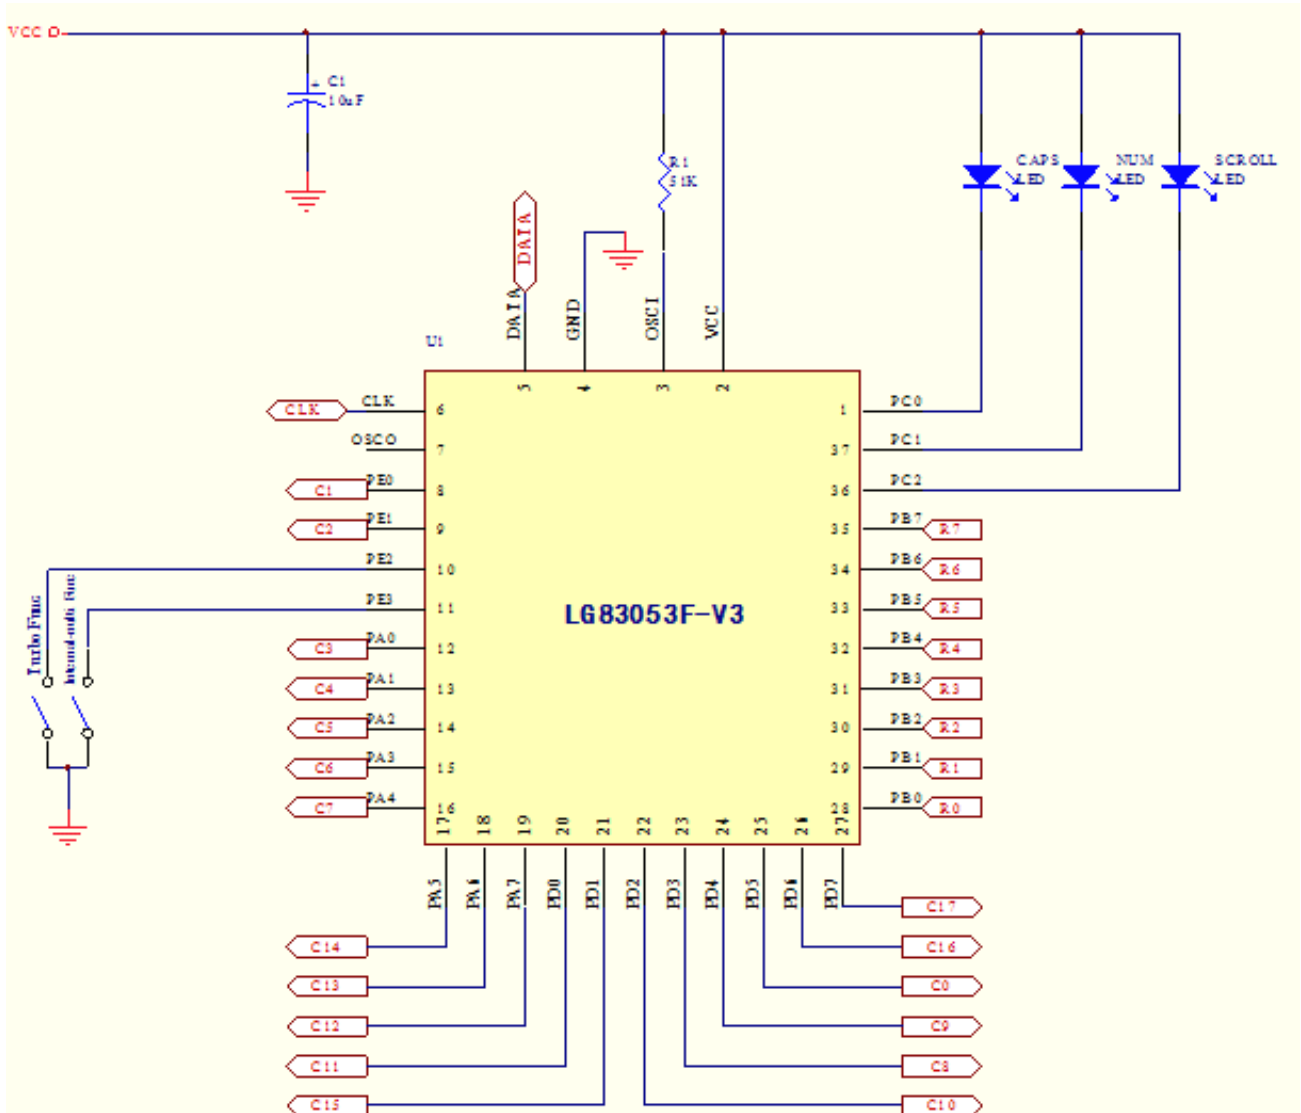 VCC
C1
10uF
R1
51K
CAPS
LED
NUM
LED
SCROLL
LED
DATA
DATA
GND
OSCI
VCC
U1
5
4
3
2
CLK
CLK
6
1
PC0
OSCO
7
37
PC1
C1
PE0
8
36
PC2
C2
PE1
9
35
PB7
R7
PE2
10
34
PB6
R6
PE3
11
33
PB5
R5
LG83053F-V3
Turbo Func
Internal-multi Func
C3
PA0
12
32
PB4
R4
C4
PA1
13
31
PB3
R3
C5
PA2
14
30
PB2
R2
C6
PA3
15
29
PB1
R1
C7
PA4
16
28
PB0
R0
17
18
19
20
21
22
23
24
25
26
27
PA5
PA6
PA7
PD0
PD1
PD2
PD3
PD4
PD5
PD6
PD7
C17
C14
C16
C13
C0
C12
C9
C11
C8
C15
C10